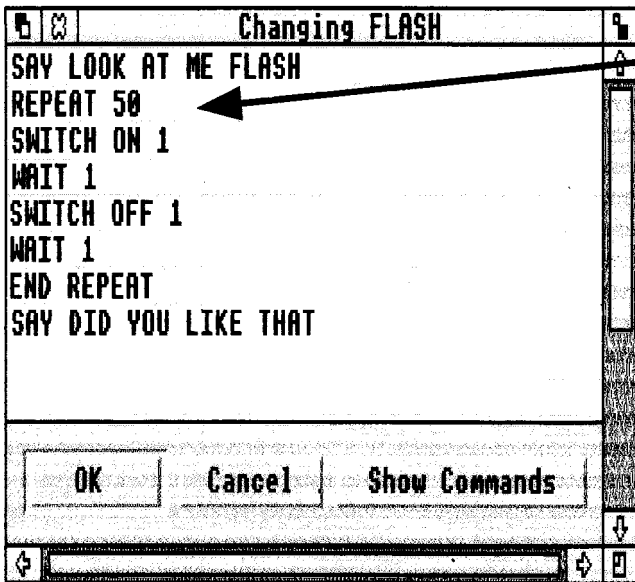 Changing FLASH
SAY LOOK AT ME FLASH
REPEAT 50
SWITCH ON 1
WAIT 1
SWITCH OFF 1
WAIT 1
END REPEAT
SAY DID YOU LIKE THAT
OK Cancel Show Commands